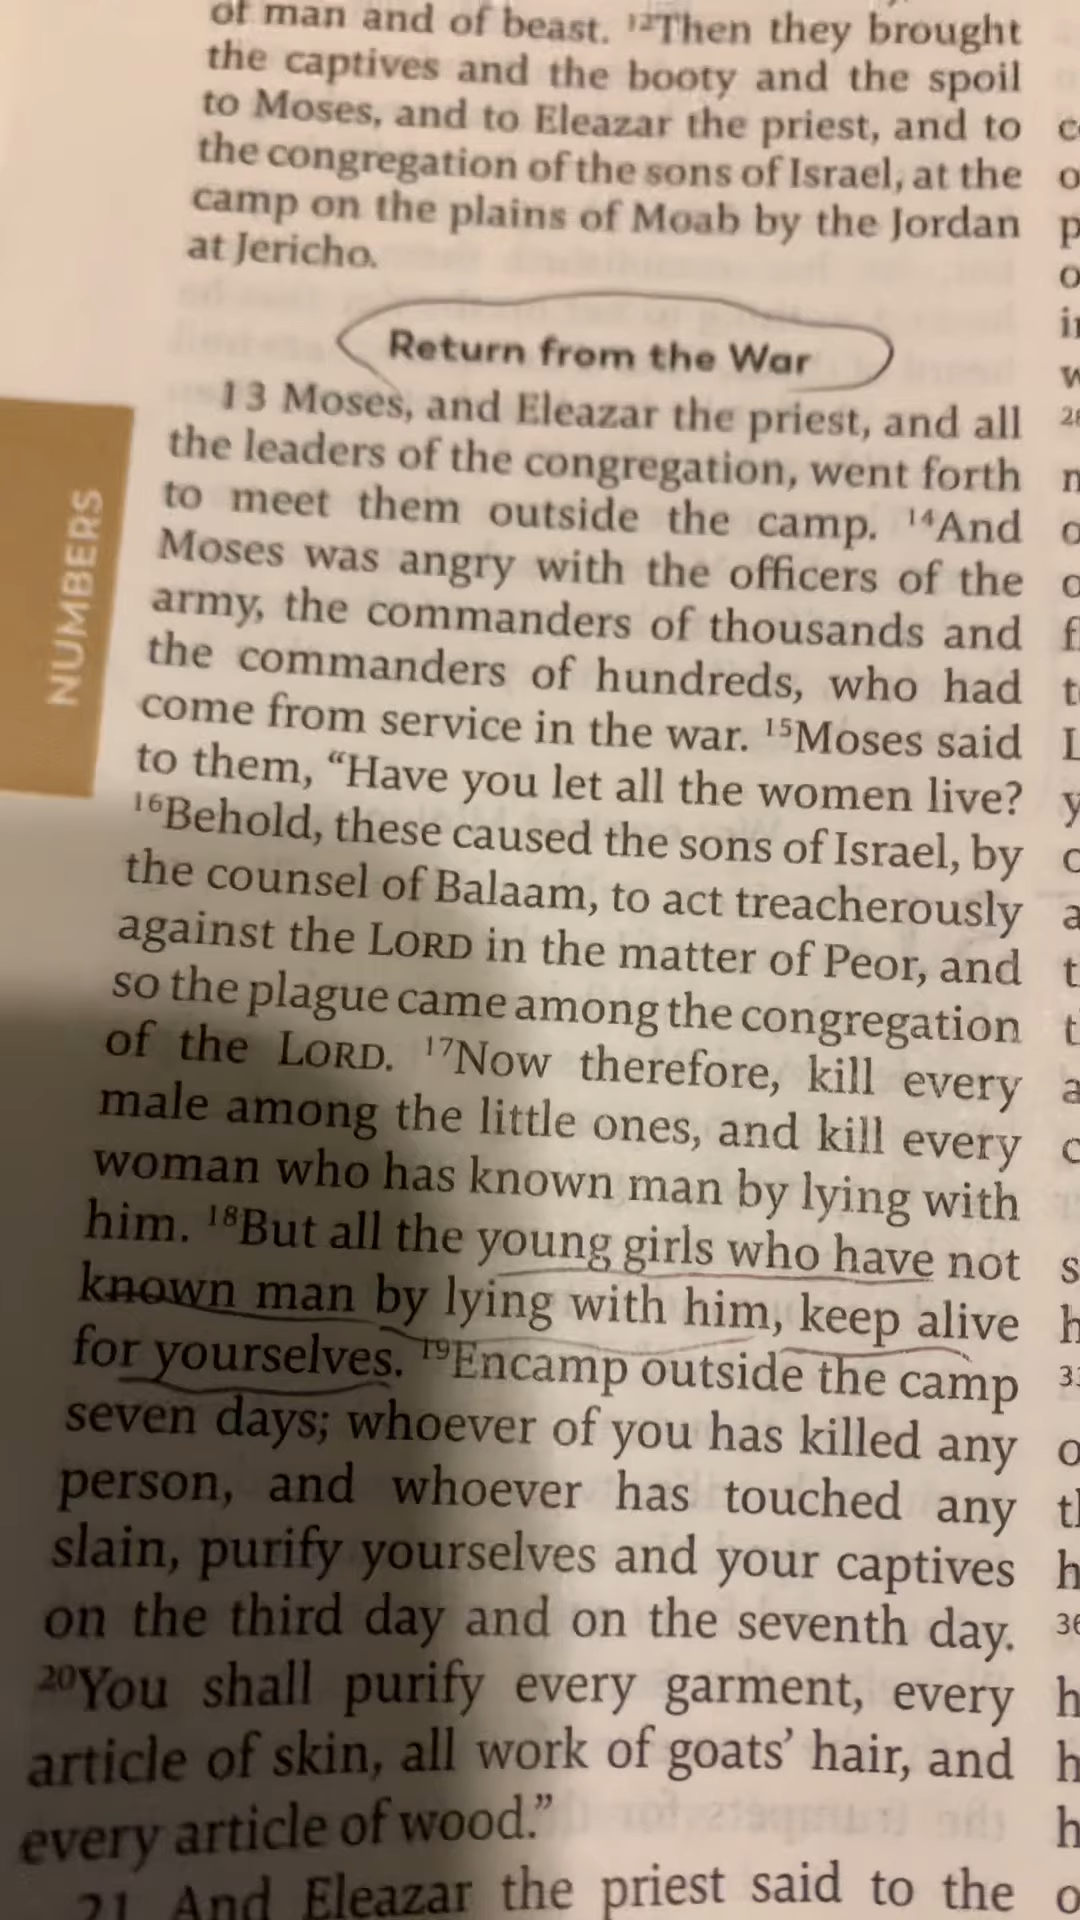 of man and of beast. ¹²Then they brought
the captives and the booty and the spoil
to Moses, and to Eleazar the priest, and to
the congregation of the sons of Israel, at the
camp on the plains of Moab by the Jordan
at Jericho.
Return from the War
13 Moses, and Eleazar the priest, and all
the leaders of the congregation, went forth
to meet them outside the camp. ¹⁴And
Moses was angry with the officers of the
army, the commanders of thousands and
the commanders of hundreds, who had
come from service in the war. ¹⁵Moses said
to them, “Have you let all the women live?
¹⁶Behold, these caused the sons of Israel, by
the counsel of Balaam, to act treacherously
against the LORD in the matter of Peor, and
so the plague came among the congregation
of the LORD. ¹⁷Now therefore, kill every
male among the little ones, and kill every
woman who has known man by lying with
him. ¹⁸But all the young girls who have not
known man by lying with him, keep alive
for yourselves. ¹⁹Encamp outside the camp
seven days; whoever of you has killed any
person, and whoever has touched any
slain, purify yourselves and your captives
on the third day and on the seventh day.
²⁰You shall purify every garment, every
article of skin, all work of goats’ hair, and
every article of wood.”
21 And Eleazar the priest said to the
NUMBERS